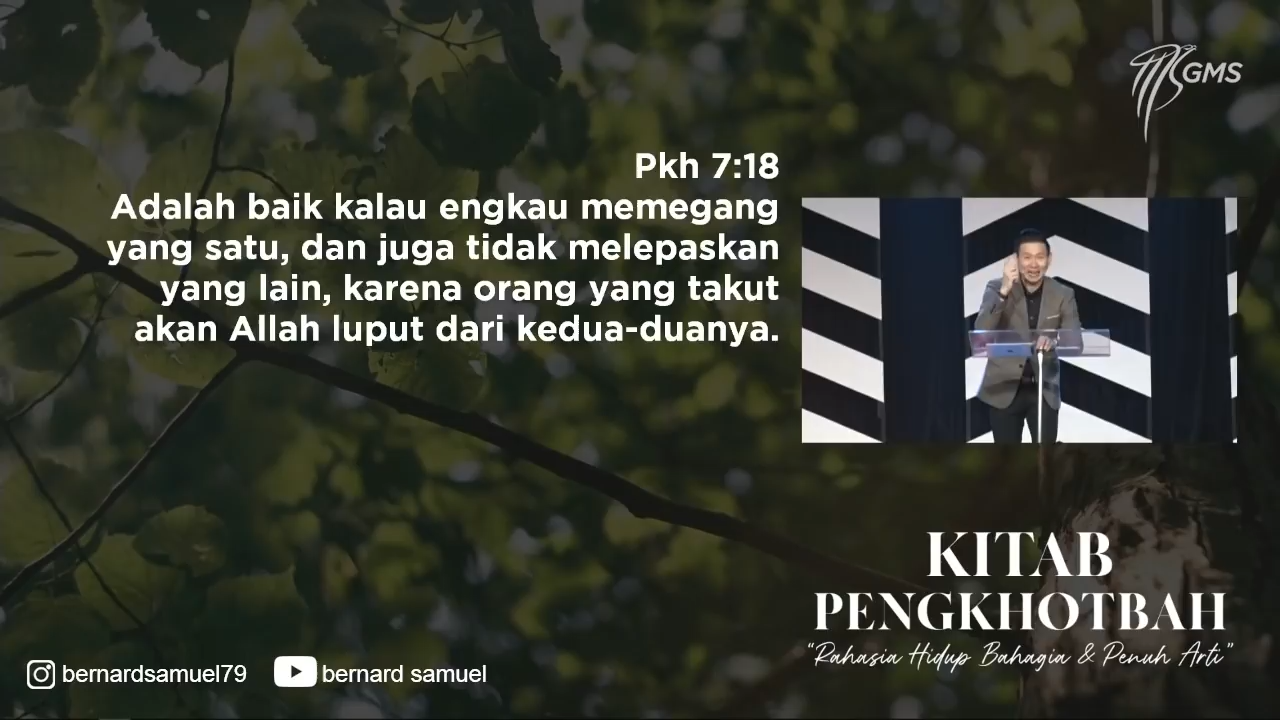 GMS
Pkh 7:18
Adalah baik kalau engkau memegang
yang satu, dan juga tidak melepaskan
yang lain, karena orang yang takut
akan Allah luput dari kedua-duanya.
KITAB
PENGKHOTBAH
“Rahasia Hidup Bahagia & Penuh Arti”
bernardsamuel79
bernard samuel